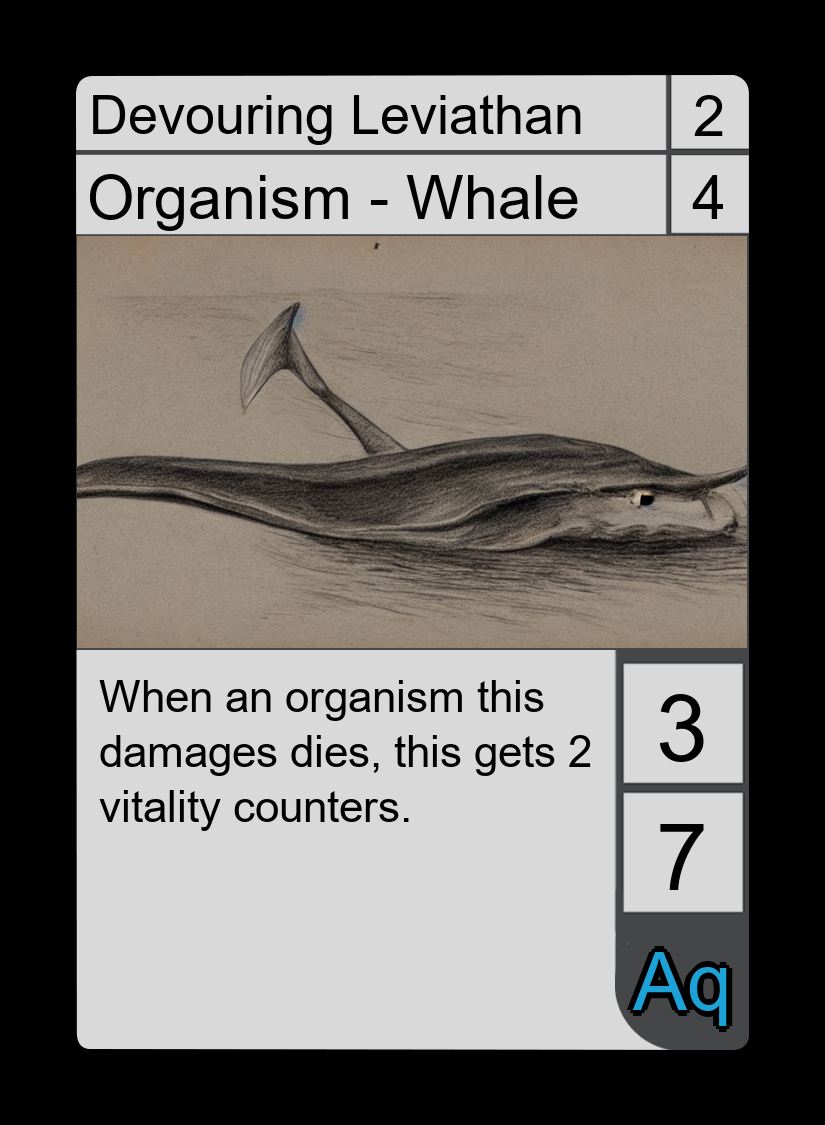 Devouring Leviathan 2
Organism - Whale 4
When an organism this
damages dies, this gets 2
vitality counters.
3
7
Aq